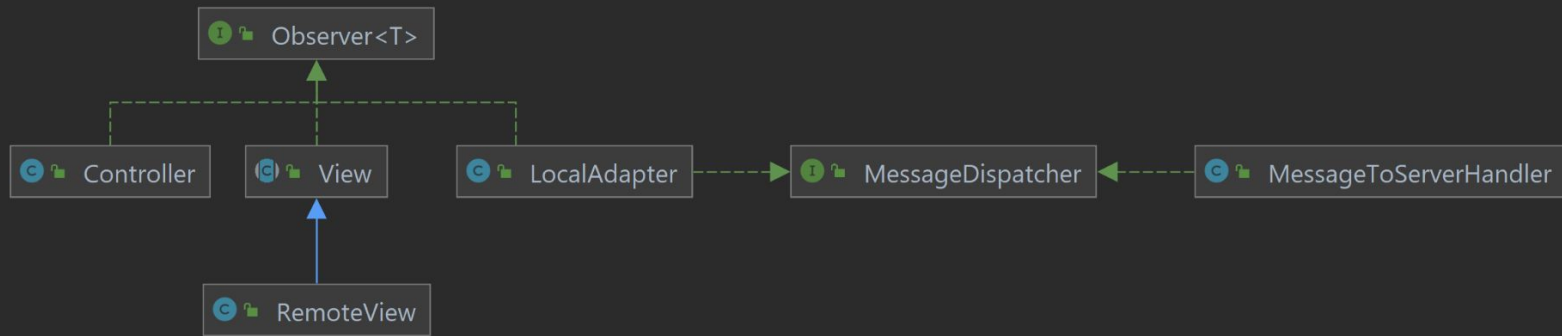 I Observer<T>
C Controller
C View
C LocalAdapter
I MessageDispatcher
C MessageToServerHandler
C RemoteView